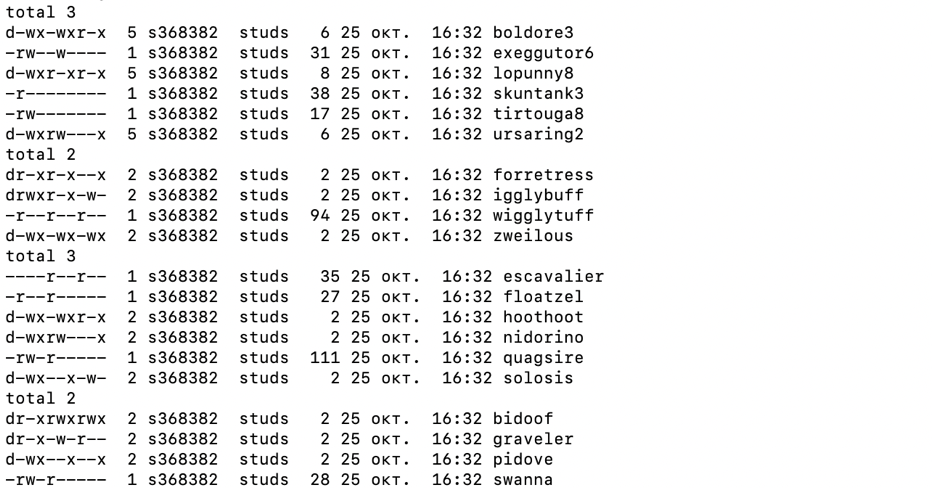 total 3
d-wx-wxr-x  5 s368382  studs   6 25 окт.  16:32 boldore3
-rw--w----  1 s368382  studs  31 25 окт.  16:32 exeggutor6
d-wxr-xr-x  5 s368382  studs   8 25 окт.  16:32 lopunny8
-r--------  1 s368382  studs  38 25 окт.  16:32 skuntank3
-rw-------  1 s368382  studs  17 25 окт.  16:32 tirtouga8
d-wxrw---x  5 s368382  studs   6 25 окт.  16:32 ursaring2
total 2
dr-xr-x--x  2 s368382  studs   2 25 окт.  16:32 forretress
drwxr-x-w-  2 s368382  studs   2 25 окт.  16:32 igglybuff
-r--r--r--  1 s368382  studs  94 25 окт.  16:32 wigglytuff
d-wx-wx-wx  2 s368382  studs   2 25 окт.  16:32 zweilous
total 3
----r--r--  1 s368382  studs   35 25 окт.  16:32 escavalier
-r--r-----  1 s368382  studs   27 25 окт.  16:32 floatzel
d-wx-wxr-x  2 s368382  studs    2 25 окт.  16:32 hoothoot
d-wxrw---x  2 s368382  studs    2 25 окт.  16:32 nidorino
-rw-r-----  1 s368382  studs  111 25 окт.  16:32 quagsire
d-wx--x-w-  2 s368382  studs    2 25 окт.  16:32 solosis
total 2
dr-xrwxrwx  2 s368382  studs   2 25 окт.  16:32 bidoof
dr-x-w-r--  2 s368382  studs   2 25 окт.  16:32 graveler
d-wx--x--x  2 s368382  studs   2 25 окт.  16:32 pidove
-rw-r-----  1 s368382  studs  28 25 окт.  16:32 swanna